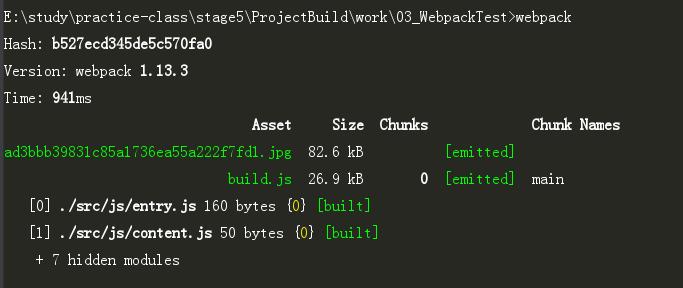 E:\study\practice-class\stage5\ProjectBuild\work\03_WebpackTest>webpack
Hash: b527ecd345de5c570fa0
Version: webpack 1.13.3
Time: 941ms
Asset Size Chunks Chunk Names
ad3bbb39831c85a1736ea55a222f7fd1.jpg 82.6 kB [emitted]
build.js 26.9 kB 0 [emitted] main
[0] ./src/js/entry.js 160 bytes {0} [built]
[1] ./src/js/content.js 50 bytes {0} [built]
+ 7 hidden modules